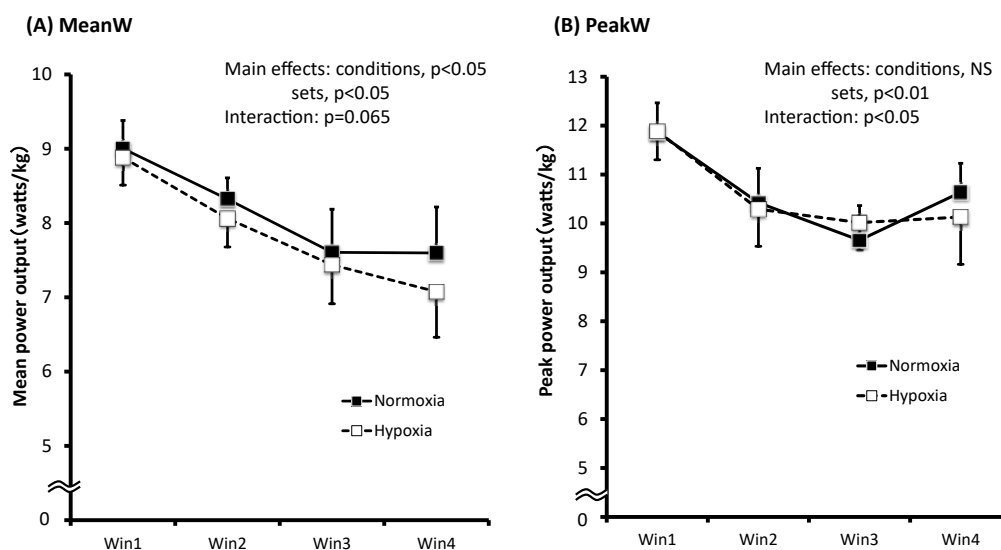 (A) MeanW
Main effects: conditions, p<0.05
sets, p<0.05
Interaction: p=0.065
Mean power output (watts/kg)
10
9
8
7
6
5
0
Normoxia
Hypoxia
Win1 Win2 Win3 Win4
(B) PeakW
Main effects: conditions, NS
sets, p<0.01
Interaction: p<0.05
Peak power output (watts/kg)
13
12
11
10
9
8
7
6
5
0
Normoxia
Hypoxia
Win1 Win2 Win3 Win4